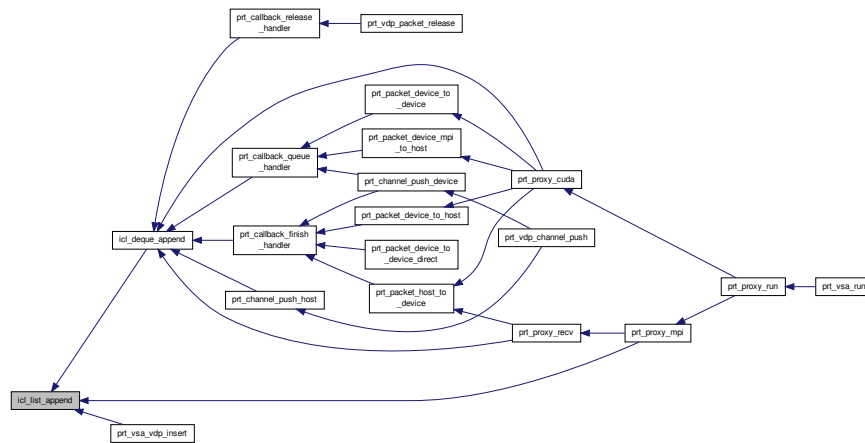 prt_callback_release
_handler
prt_vdp_packet_release
prt_packet_device_to
_device
prt_packet_device_mpi
_to_host
prt_callback_queue
_handler
prt_channel_push_device
prt_proxy_cuda
prt_packet_device_to_host
icl_deque_append
prt_callback_finish
_handler
prt_vdp_channel_push
prt_packet_device_to
_device_direct
prt_channel_push_host
prt_packet_host_to
_device
prt_proxy_run
prt_vsa_run
prt_proxy_recv
prt_proxy_mpi
icl_list_append
prt_vsa_vdp_insert